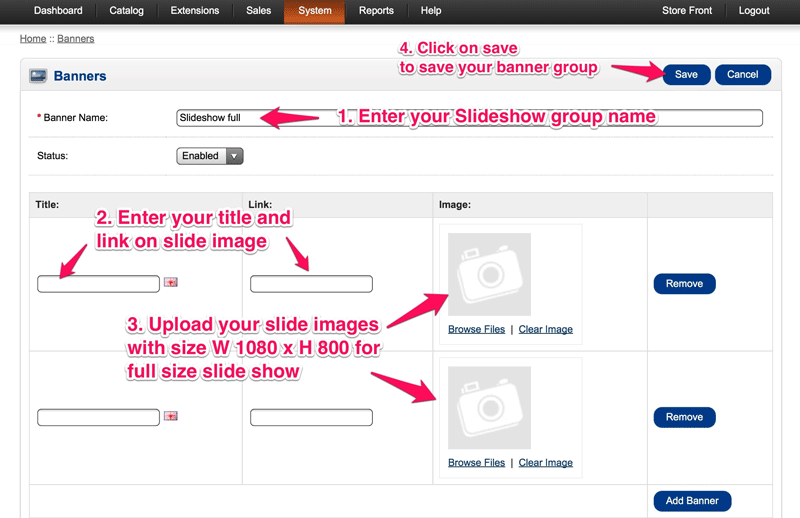 Dashboard Catalog Extensions Sales System Reports Help Store Front Logout
Home :: Banners
4. Click on save
to save your banner group
Banners
Save Cancel
* Banner Name: Slideshow full
1. Enter your Slideshow group name
Status: Enabled
Title: Link: Image:
2. Enter your title and
link on slide image
Remove
3. Upload your slide images
with size W 1080 x H 800 for
full size slide show
Browse Files | Clear Image
Remove
Browse Files | Clear Image
Add Banner